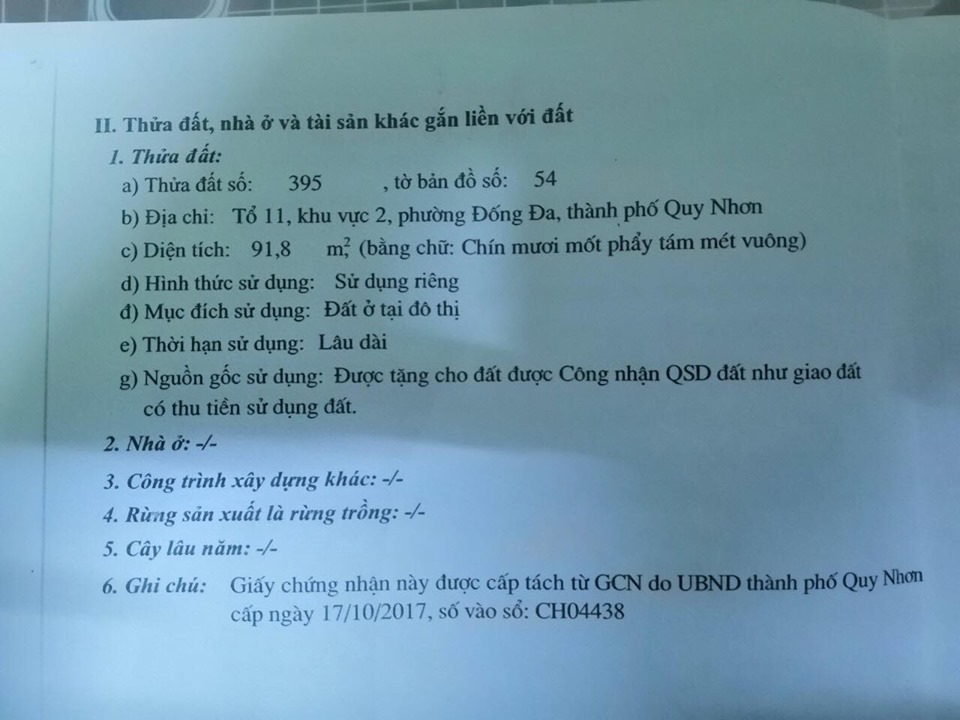 II. Thửa đất, nhà ở và tài sản khác gắn liền với đất
1. Thửa đất:
a) Thửa đất số: 395 , tờ bản đồ số: 54
b) Địa chỉ: Tổ 11, khu vực 2, phường Đống Đa, thành phố Quy Nhơn
c) Diện tích: 91,8 m², (bằng chữ: Chín mươi mốt phẩy tám mét vuông)
d) Hình thức sử dụng: Sử dụng riêng
đ) Mục đích sử dụng: Đất ở tại đô thị
e) Thời hạn sử dụng: Lâu dài
g) Nguồn gốc sử dụng: Được tặng cho đất được Công nhận QSD đất như giao đất
có thu tiền sử dụng đất.
2. Nhà ở: -/-
3. Công trình xây dựng khác: -/-
4. Rừng sản xuất là rừng trồng: -/-
5. Cây lâu năm: -/-
6. Ghi chú: Giấy chứng nhận này được cấp tách từ GCN do UBND thành phố Quy Nhơn
cấp ngày 17/10/2017, số vào sổ: CH04438